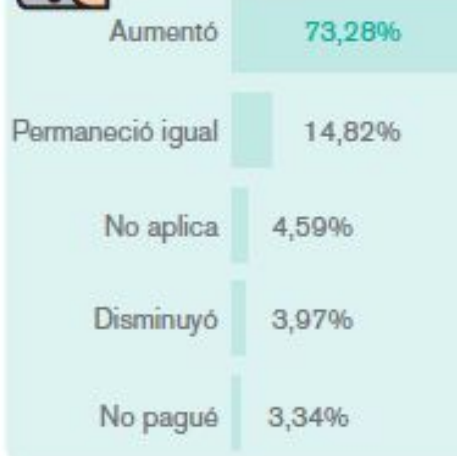 Aumentó 73,28%
Permaneció igual 14,82%
No aplica 4,59%
Disminuyó 3,97%
No pagué 3,34%